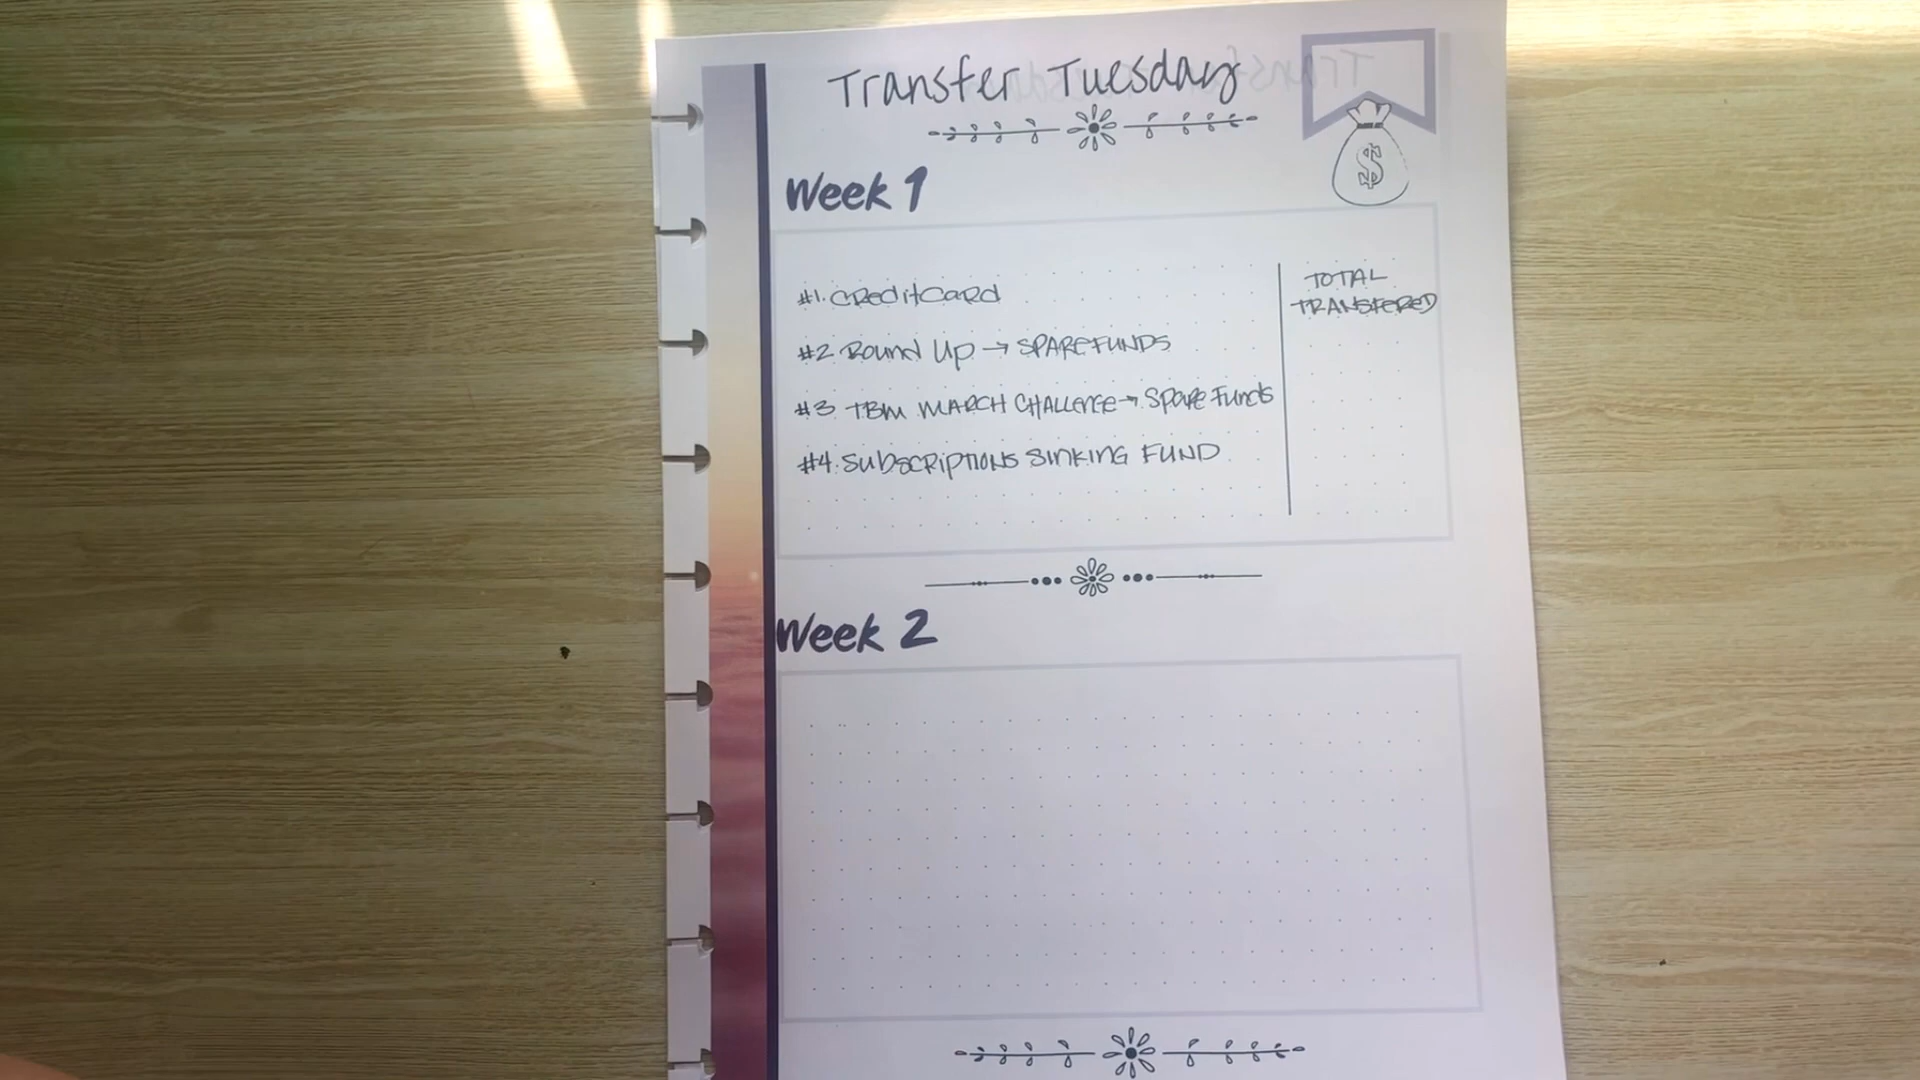 Transfer Tuesday
$
Week 1
#1. CReditCard
#2 Round Up → SPAREFUNDS
#3 TBM MARCH CHALLENGE → Spare Funds
#4. Subscriptions Sinking FUND
TOTAL
TRANSFERED
Week 2